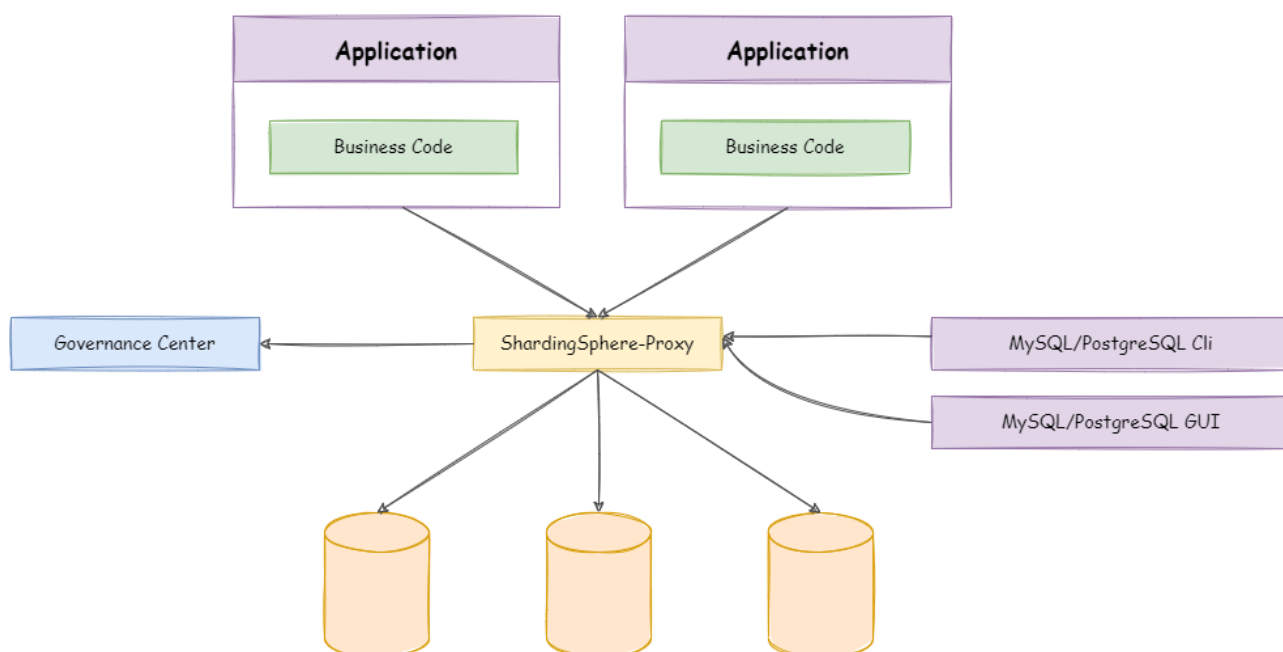 Application
Application
Business Code
Business Code
Governance Center
ShardingSphere-Proxy
MySQL/PostgreSQL Cli
MySQL/PostgreSQL GUI